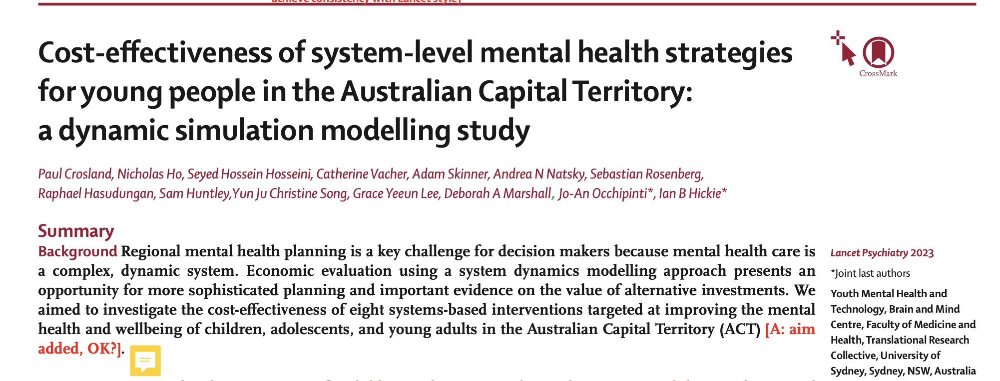 achieve consistency with Lancet style]
Cost-effectiveness of system-level mental health strategies
for young people in the Australian Capital Territory:
a dynamic simulation modelling study
CrossMark
Paul Crosland, Nicholas Ho, Seyed Hossein Hosseini, Catherine Vacher, Adam Skinner, Andrea N Natsky, Sebastian Rosenberg,
Raphael Hasudungan, Sam Huntley,Yun Ju Christine Song, Grace Yeeun Lee, Deborah A Marshall, Jo-An Occhipinti*, Ian B Hickie*
Summary
Background Regional mental health planning is a key challenge for decision makers because mental health care is
a complex, dynamic system. Economic evaluation using a system dynamics modelling approach presents an
opportunity for more sophisticated planning and important evidence on the value of alternative investments. We
aimed to investigate the cost-effectiveness of eight systems-based interventions targeted at improving the mental
health and wellbeing of children, adolescents, and young adults in the Australian Capital Territory (ACT) [A: aim
added, OK?].
Lancet Psychiatry 2023
*Joint last authors
Youth Mental Health and
Technology, Brain and Mind
Centre, Faculty of Medicine and
Health, Translational Research
Collective, University of
Sydney, Sydney, NSW, Australia